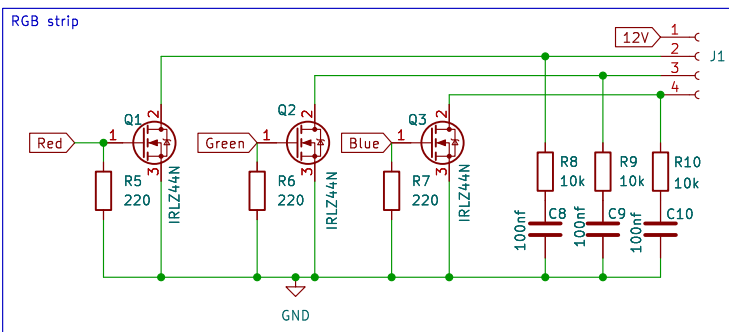 RGB strip
12V
1
2
3
4
J1
Q1
2
1
3
Red
R5
220
IRLZ44N
Q2
2
1
3
Green
R6
220
IRLZ44N
Q3
2
1
3
Blue
R7
220
IRLZ44N
R8
10k
R9
10k
R10
10k
C8
100nf
C9
100nf
C10
100nf
GND